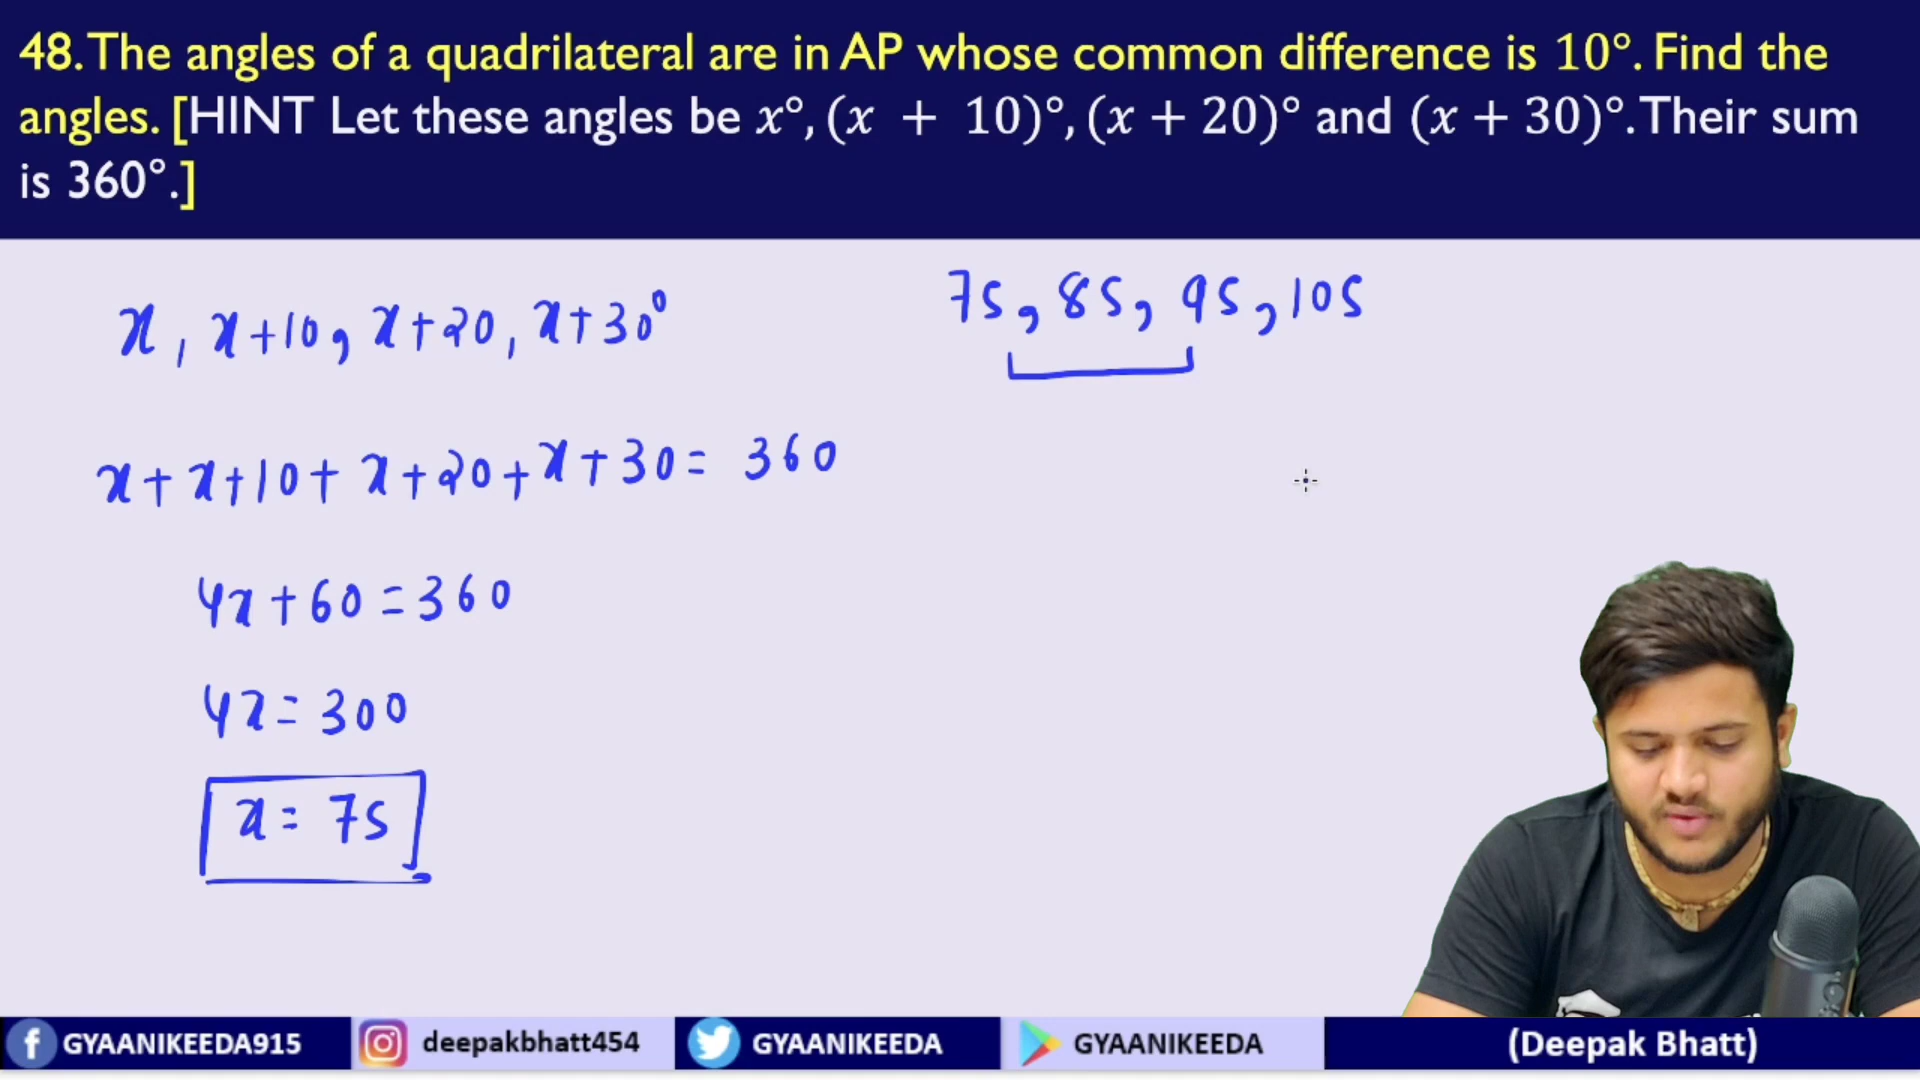 48. The angles of a quadrilateral are in AP whose common difference is 10°. Find the
angles. [HINT Let these angles be x°, (x + 10)°, (x + 20)° and (x + 30)°. Their sum
is 360°.]
x, x+10, x+20, x+30°
75, 85, 95, 105
x+x+10+x+20+x+30= 360
4x+60=360
4x= 300
x= 75
GYAANIKEEDA915
deepakbhatt454
GYAANIKEEDA
GYAANIKEEDA
(Deepak Bhatt)